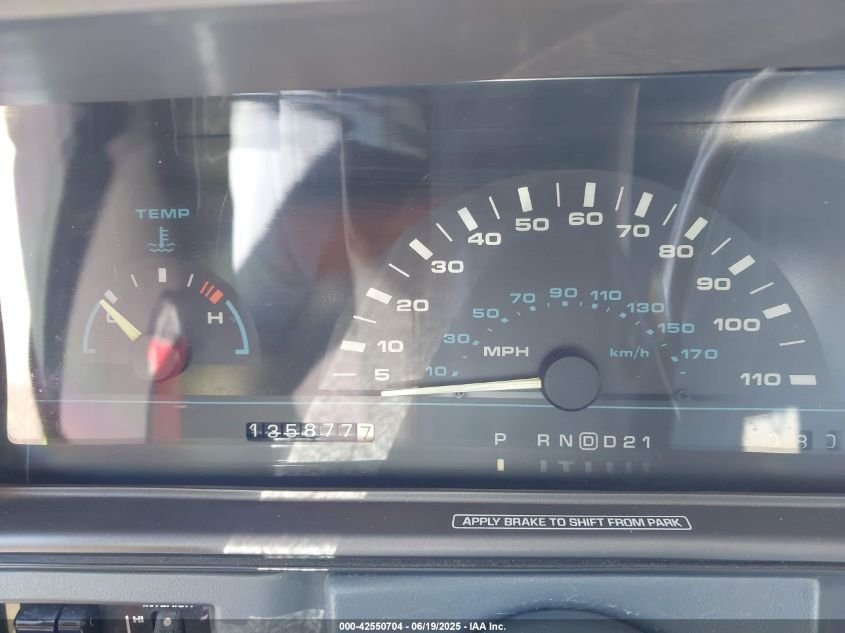 TEMP
C H
5 10 20 30 40 50 60 70 80 90 100 110
10 30 50 70 90 110 130 150 170
MPH km/h
1358777
P R N D D 2 1
APPLY BRAKE TO SHIFT FROM PARK
HI
000-42550704 - 06/19/2025 - IAA Inc.